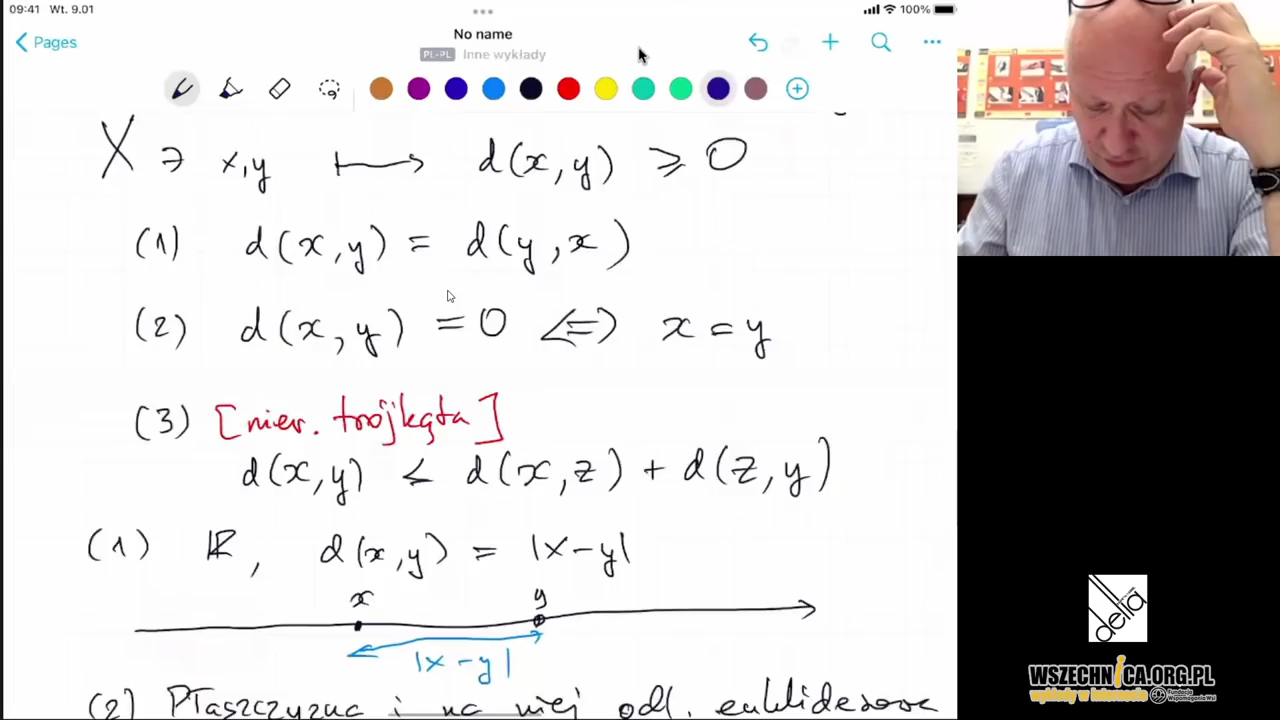 09:41 Wt. 9.01
100%
Pages
No name
PL-PL Inne wykłady
X ∋ x,y ⟼ d(x,y) ≥ 0
(1) d(x,y) = d(y,x)
(2) d(x,y) = 0 ⟺ x = y
(3) [nier. trójkąta]
d(x,y) ≤ d(x,z) + d(z,y)
(1) ℝ, d(x,y) = |x-y|
x y
|x-y|
(2) Płaszczyzna i na niej odl. euklidesowa
delta
WSZECHNICA.ORG.PL
wykłady w internecie